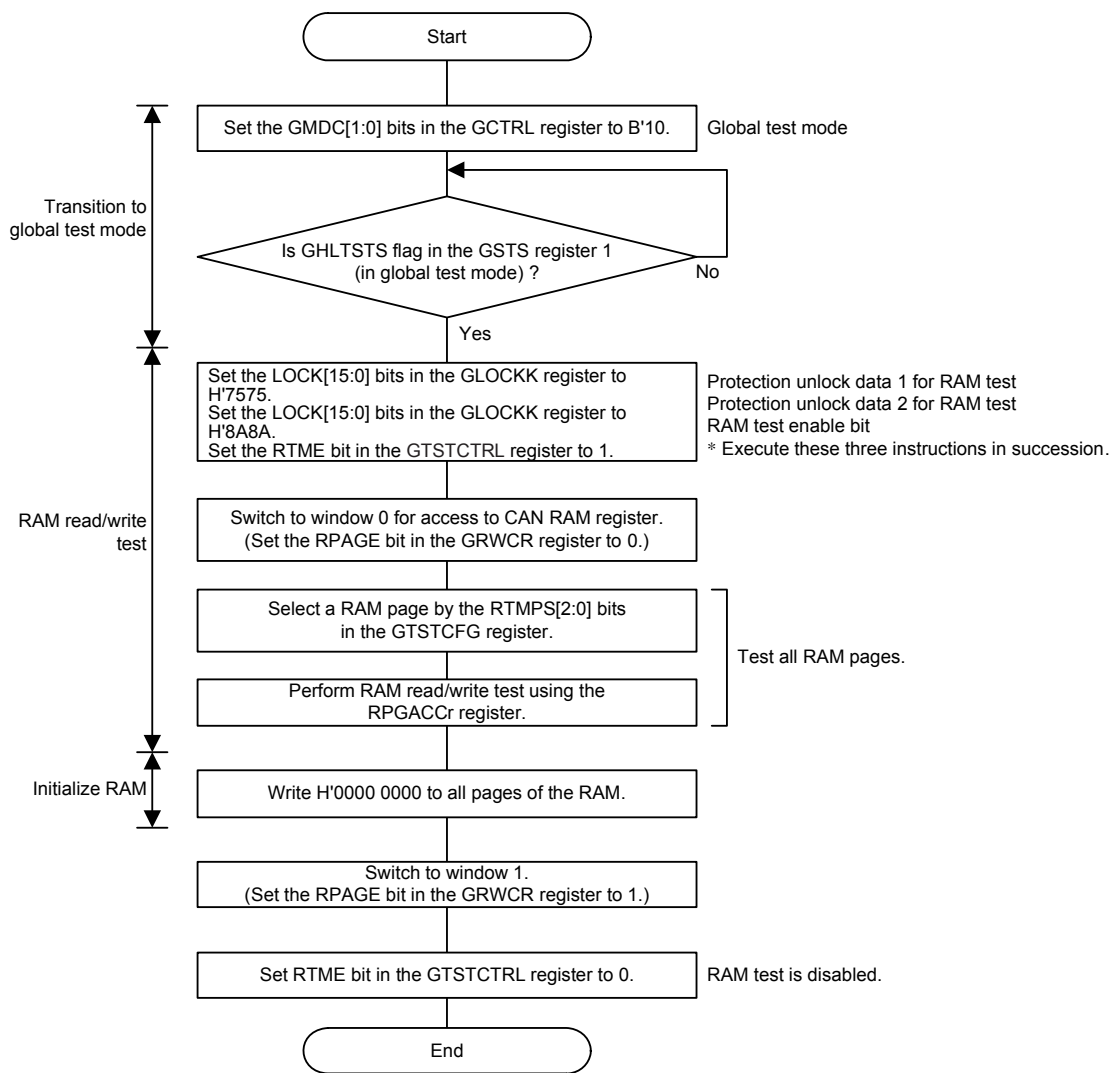 Start
Set the GMDC[1:0] bits in the GCTRL register to B'10.
Global test mode
Transition to
global test mode
Is GHLTSTS flag in the GSTS register 1
(in global test mode) ?
No
Yes
Set the LOCK[15:0] bits in the GLOCKK register to
H'7575.
Set the LOCK[15:0] bits in the GLOCKK register to
H'8A8A.
Set the RTME bit in the GTSTCTRL register to 1.
Protection unlock data 1 for RAM test
Protection unlock data 2 for RAM test
RAM test enable bit
* Execute these three instructions in succession.
RAM read/write
test
Switch to window 0 for access to CAN RAM register.
(Set the RPAGE bit in the GRWCR register to 0.)
Select a RAM page by the RTMPS[2:0] bits
in the GTSTCFG register.
Test all RAM pages.
Perform RAM read/write test using the
RPGACCr register.
Initialize RAM
Write H'0000 0000 to all pages of the RAM.
Switch to window 1.
(Set the RPAGE bit in the GRWCR register to 1.)
Set RTME bit in the GTSTCTRL register to 0.
RAM test is disabled.
End